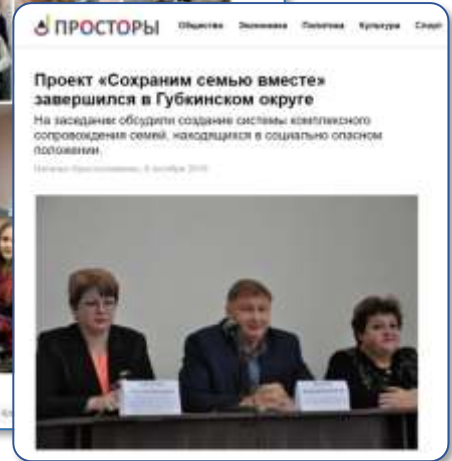 ПРОСТОРЫ
Общество Экономика Политика Культура Спорт
Проект «Сохраним семью вместе»
завершился в Губкинском округе
На заседании обсудили создание системы комплексного
сопровождения семей, находящихся в социально опасном
положении.